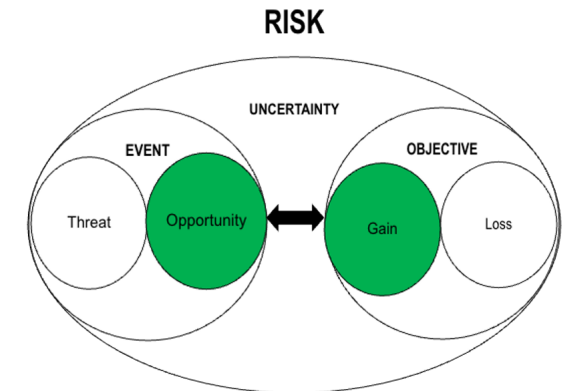 RISK
UNCERTAINTY
EVENT
OBJECTIVE
Threat
Opportunity
Gain
Loss